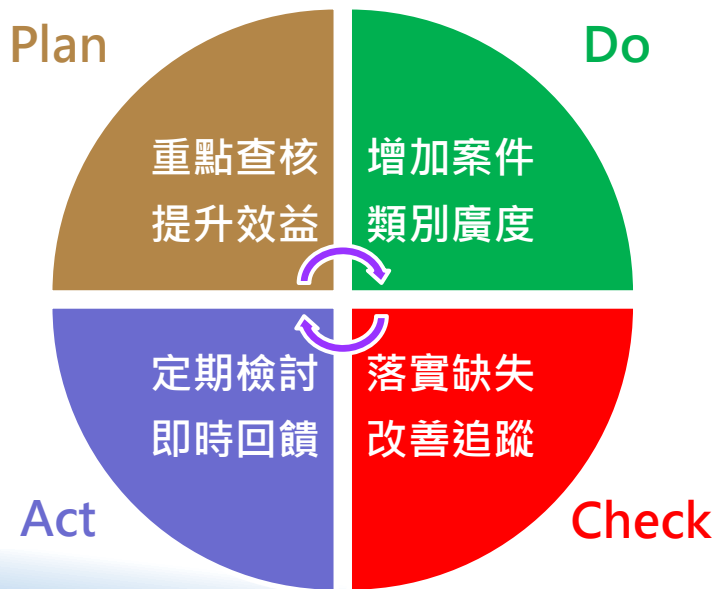 Plan
Do
重點查核
提升效益
增加案件
類別廣度
定期檢討
即時回饋
落實缺失
改善追蹤
Act
Check